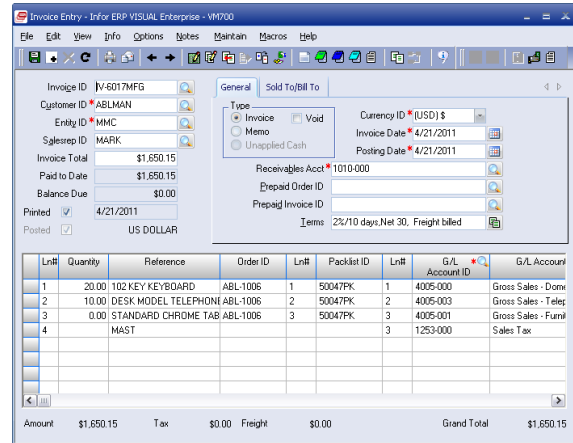 Invoice Entry - Infor ERP VISUAL Enterprise - VM700
File Edit View Info Options Notes Maintain Macros Help
Invoice ID IV-6017MFG
Customer ID * ABLMAN
Entity ID * MMC
Salesrep ID MARK
Invoice Total $1,650.15
Paid to Date $1,650.15
Balance Due $0.00
Printed 4/21/2011
Posted US DOLLAR
General Sold To/Bill To
Type
Invoice Void
Memo
Unapplied Cash
Currency ID * (USD) $
Invoice Date * 4/21/2011
Posting Date * 4/21/2011
Receivables Acct * 1010-000
Prepaid Order ID
Prepaid Invoice ID
Terms 2%/10 days,Net 30, Freight billed
Ln# Quantity Reference Order ID Ln# Packlist ID Ln# G/L Account ID * G/L Account
1 20.00 102 KEY KEYBOARD ABL-1006 1 50047PK 1 4005-000 Gross Sales - Dome
2 10.00 DESK MODEL TELEPHONE ABL-1006 2 50047PK 2 4005-003 Gross Sales - Telep
3 0.00 STANDARD CHROME TAB ABL-1006 3 50047PK 3 4005-001 Gross Sales - Furni
4 MAST 3 1253-000 Sales Tax
Amount $1,650.15 Tax $0.00 Freight $0.00 Grand Total $1,650.15